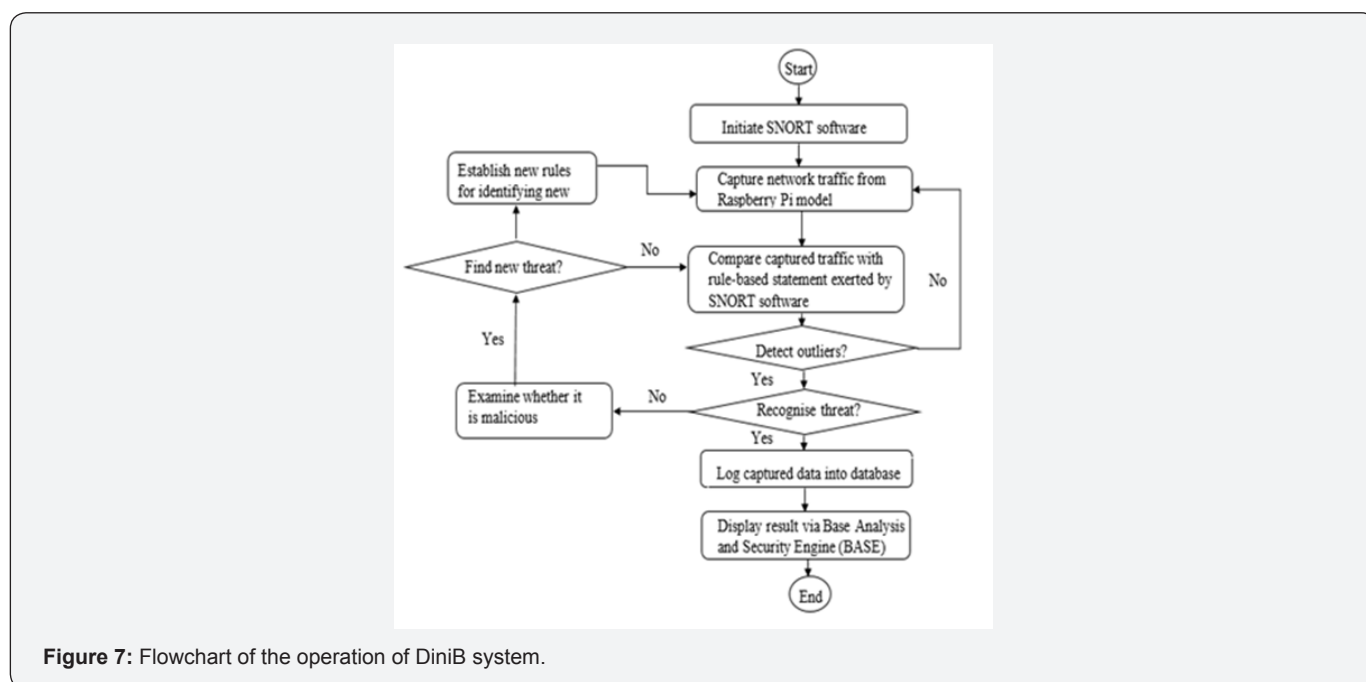 Start
Initiate SNORT software
Establish new rules
for identifying new
Capture network traffic from
Raspberry Pi model
Find new threat?
No
Compare captured traffic with
rule-based statement exerted by
SNORT software
No
Yes
Detect outliers?
Yes
Examine whether it
is malicious
No
Recognise threat?
Yes
Log captured data into database
Display result via Base Analysis
and Security Engine (BASE)
End
Figure 7: Flowchart of the operation of DiniB system.